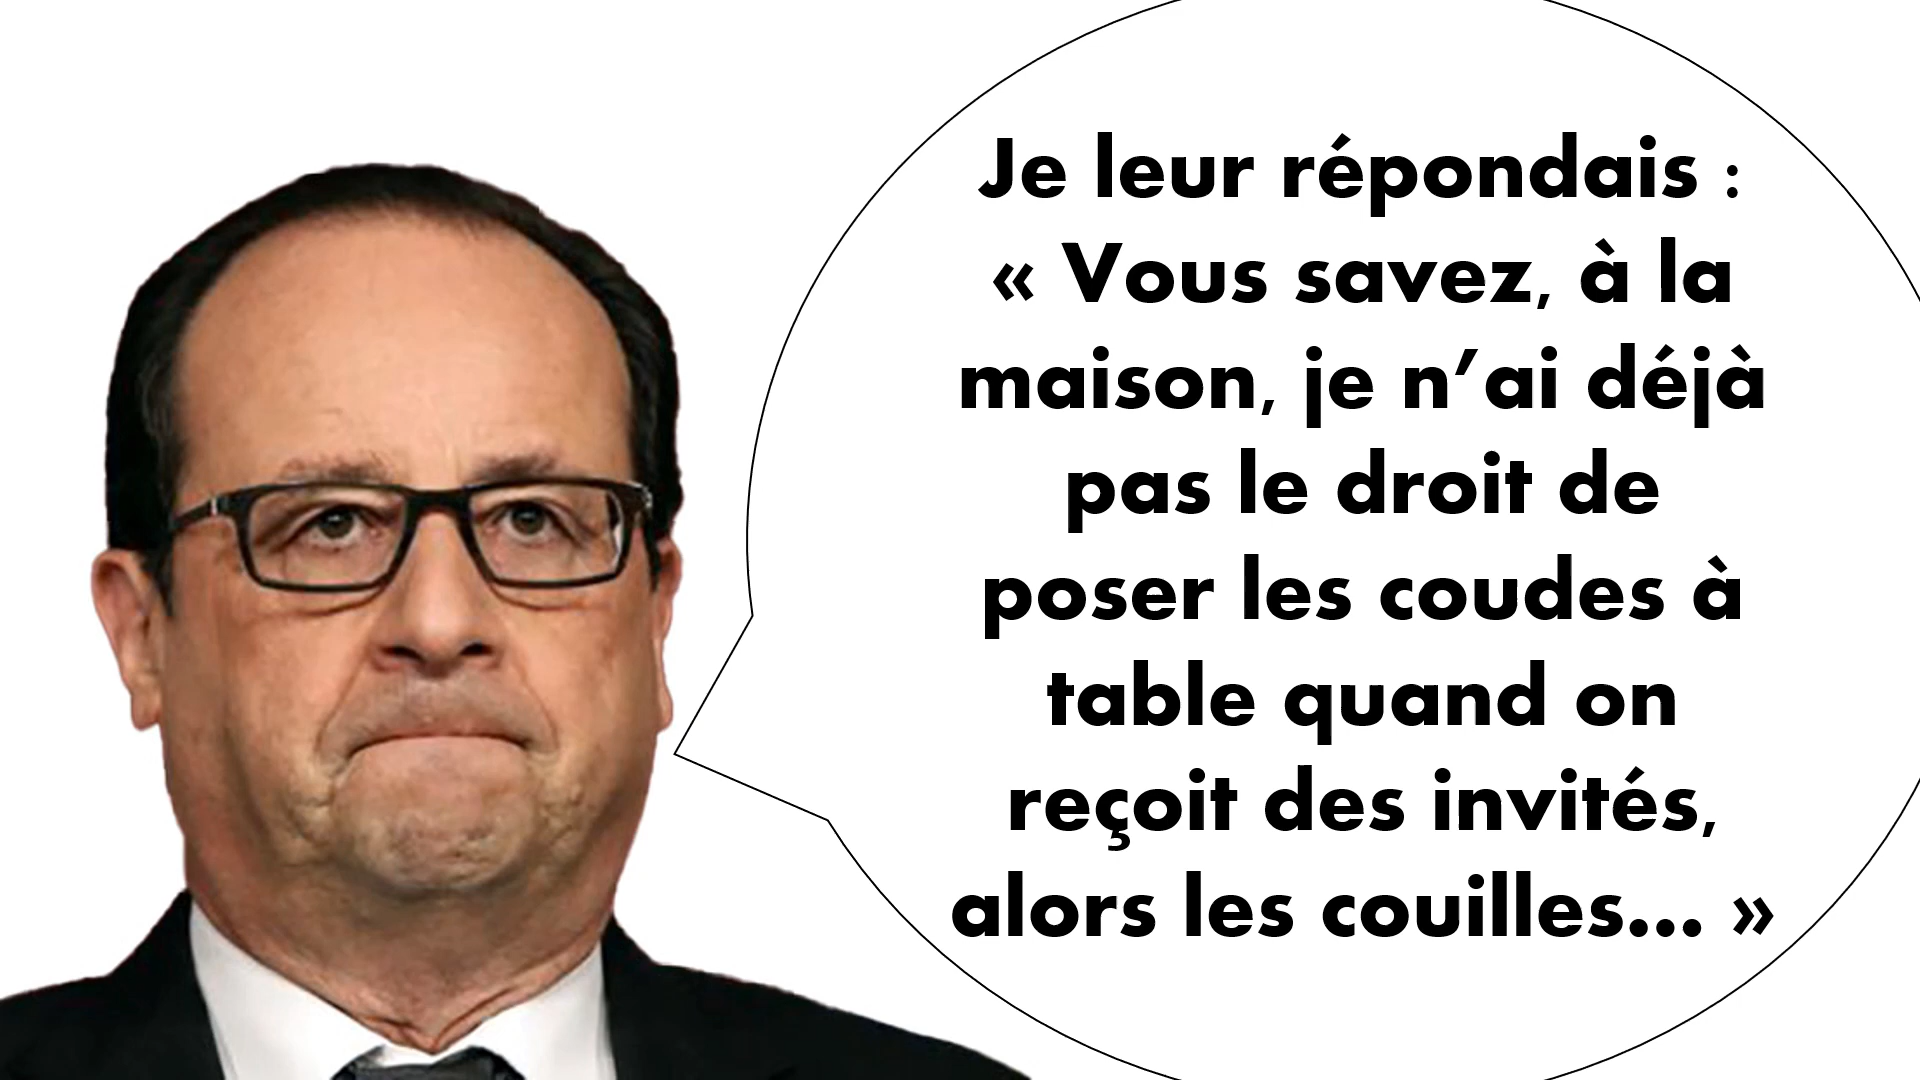 Je leur répondais :
« Vous savez, à la
maison, je n’ai déjà
pas le droit de
poser les coudes à
table quand on
reçoit des invités,
alors les couilles… »